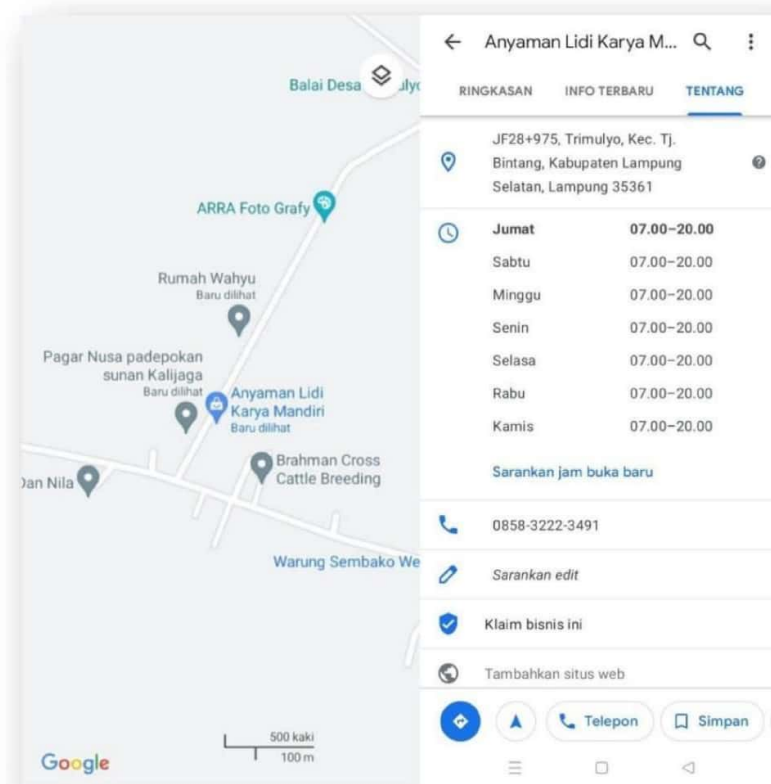 Balai Desa
ARRA Foto Grafy
Rumah Wahyu
Baru dilihat
Pagar Nusa padepokan
sunan Kalijaga
Baru dilihat
Anyaman Lidi
Karya Mandiri
Baru dilihat
Brahman Cross
Cattle Breeding
Dan Nila
Warung Sembako We
500 kaki
100 m
Google
Anyaman Lidi Karya M...
RINGKASAN INFO TERBARU TENTANG
JF28+975, Trimulyo, Kec. Tj.
Bintang, Kabupaten Lampung
Selatan, Lampung 35361
Jumat 07.00–20.00
Sabtu 07.00–20.00
Minggu 07.00–20.00
Senin 07.00–20.00
Selasa 07.00–20.00
Rabu 07.00–20.00
Kamis 07.00–20.00
Sarankan jam buka baru
0858-3222-3491
Sarankan edit
Klaim bisnis ini
Tambahkan situs web
Telepon Simpan